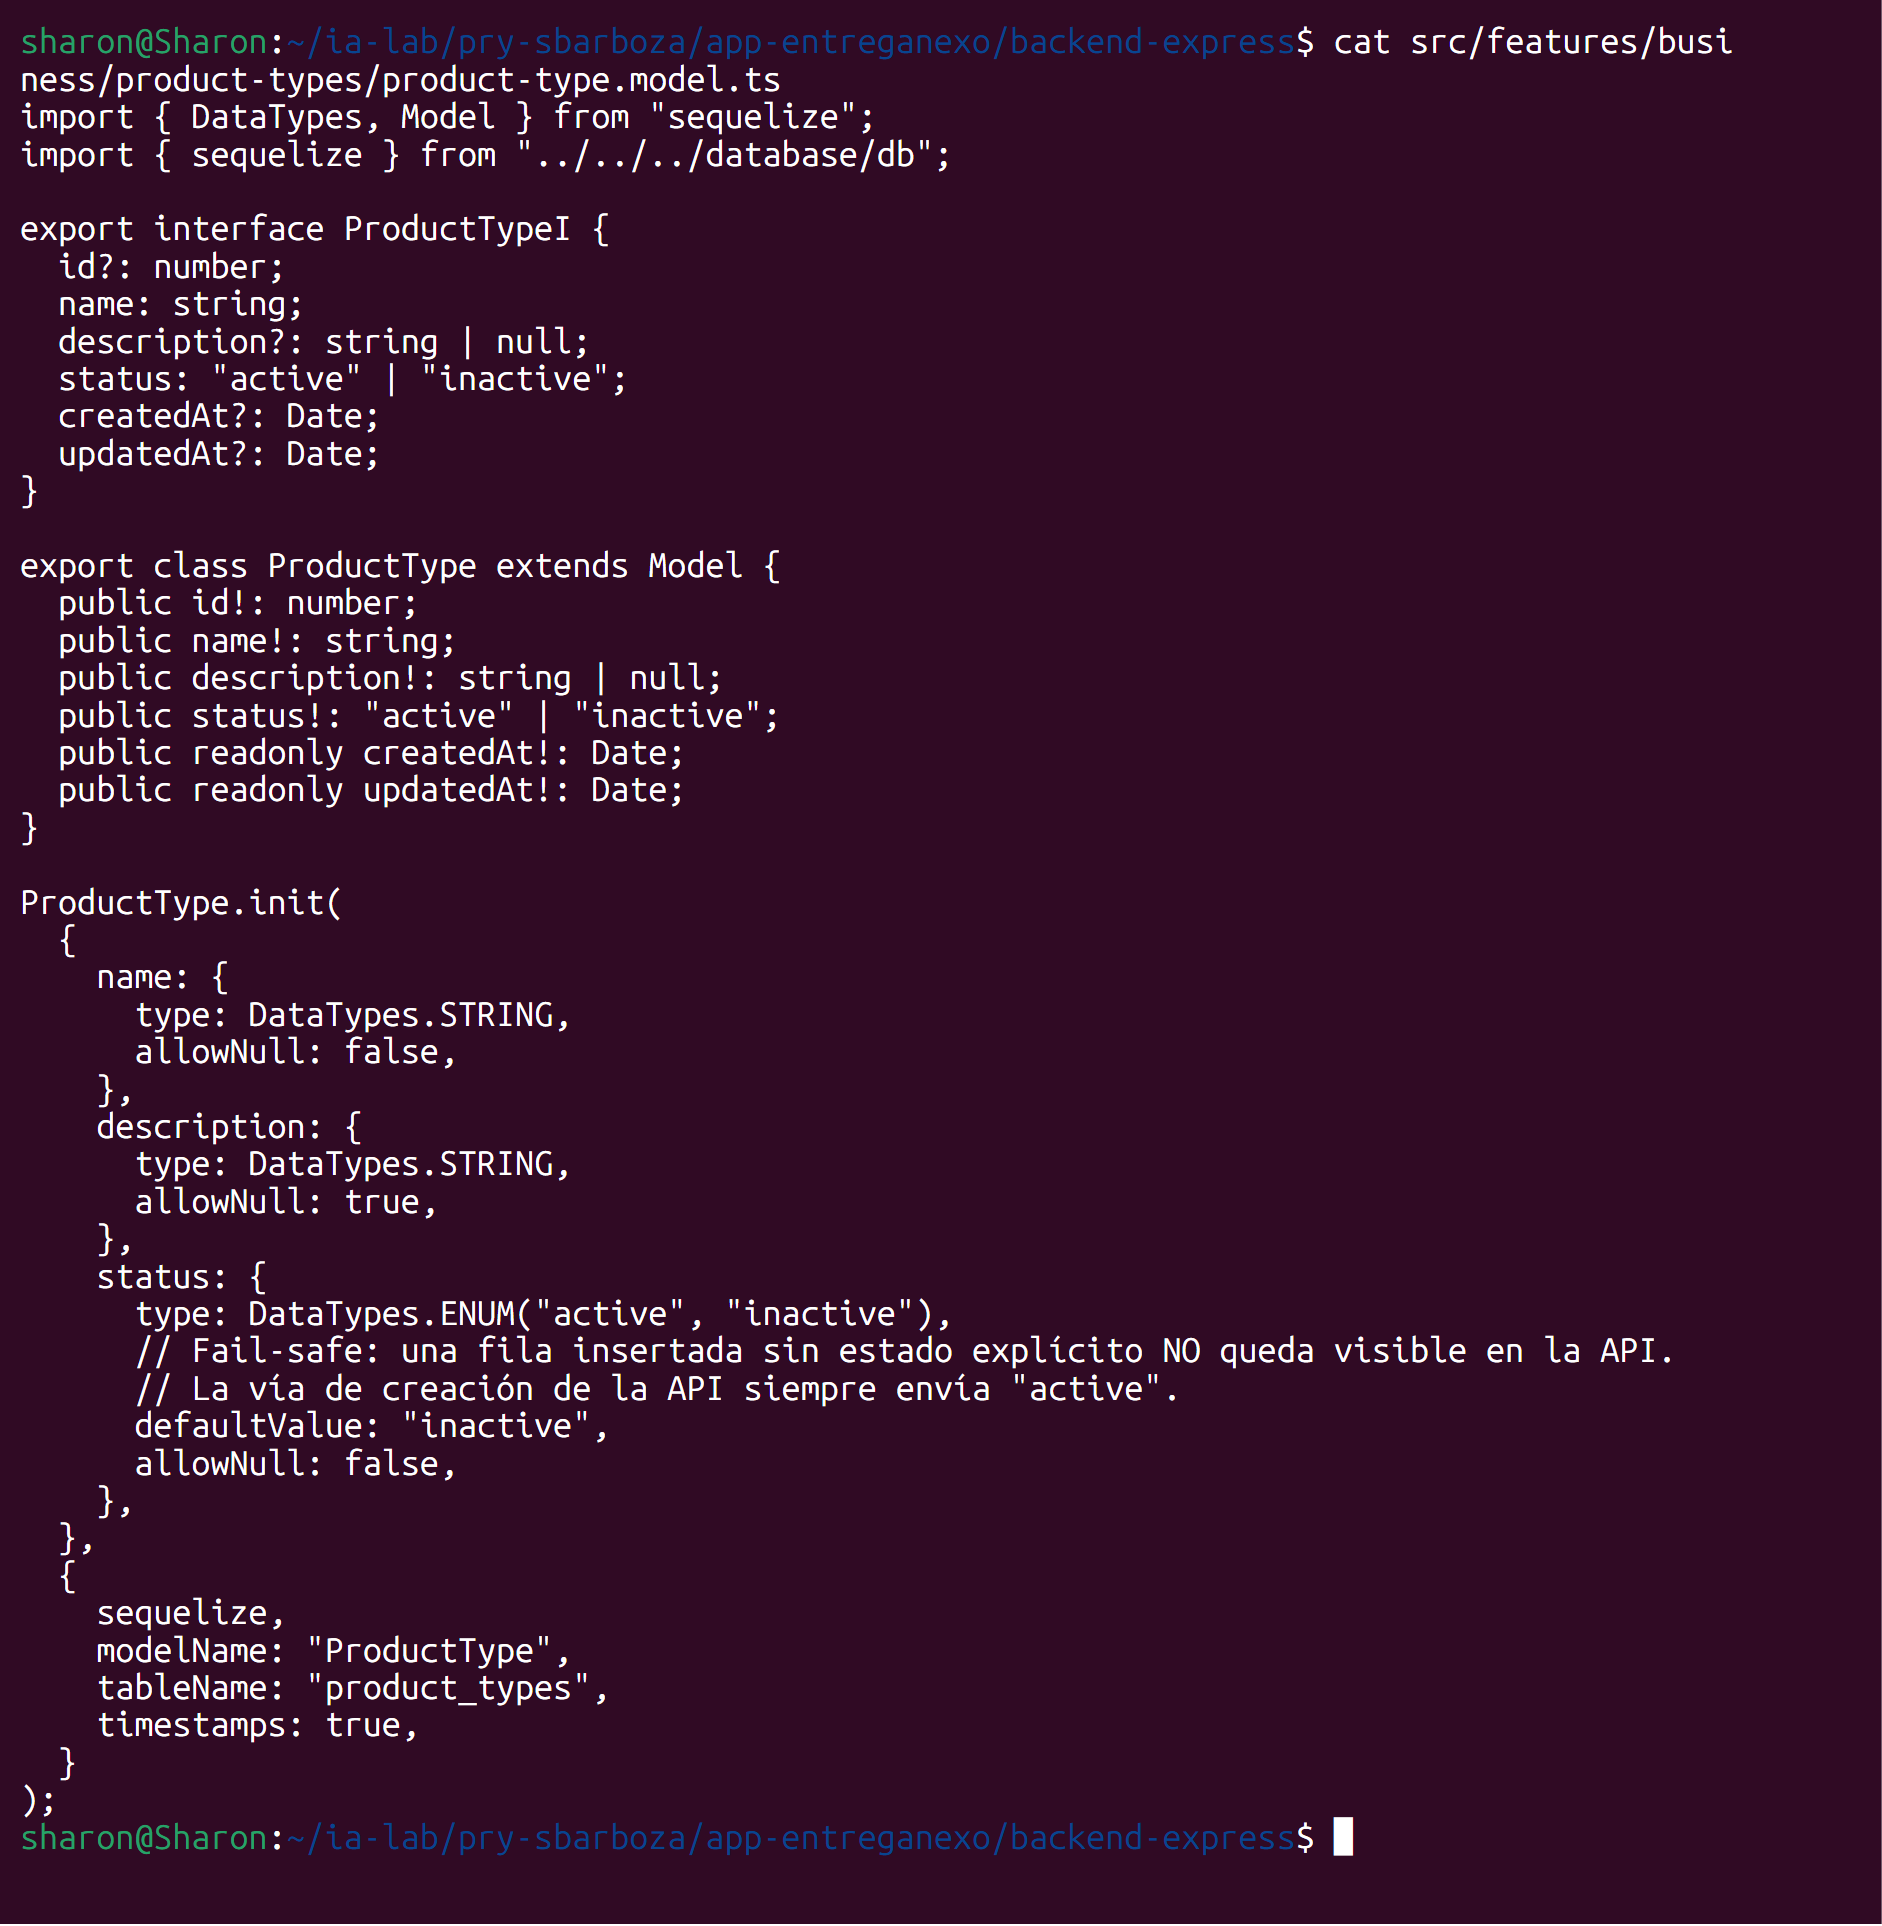 sharon@Sharon:~/ia-lab/pry-sbarboza/app-entreganexo/backend-express$ cat src/features/busi
ness/product-types/product-type.model.ts
import { DataTypes, Model } from "sequelize";
import { sequelize } from "../../../database/db";

export interface ProductTypeI {
  id?: number;
  name: string;
  description?: string | null;
  status: "active" | "inactive";
  createdAt?: Date;
  updatedAt?: Date;
}

export class ProductType extends Model {
  public id!: number;
  public name!: string;
  public description!: string | null;
  public status!: "active" | "inactive";
  public readonly createdAt!: Date;
  public readonly updatedAt!: Date;
}

ProductType.init(
  {
    name: {
      type: DataTypes.STRING,
      allowNull: false,
    },
    description: {
      type: DataTypes.STRING,
      allowNull: true,
    },
    status: {
      type: DataTypes.ENUM("active", "inactive"),
      // Fail-safe: una fila insertada sin estado explícito NO queda visible en la API.
      // La vía de creación de la API siempre envía "active".
      defaultValue: "inactive",
      allowNull: false,
    },
  },
  {
    sequelize,
    modelName: "ProductType",
    tableName: "product_types",
    timestamps: true,
  }
);
sharon@Sharon:~/ia-lab/pry-sbarboza/app-entreganexo/backend-express$